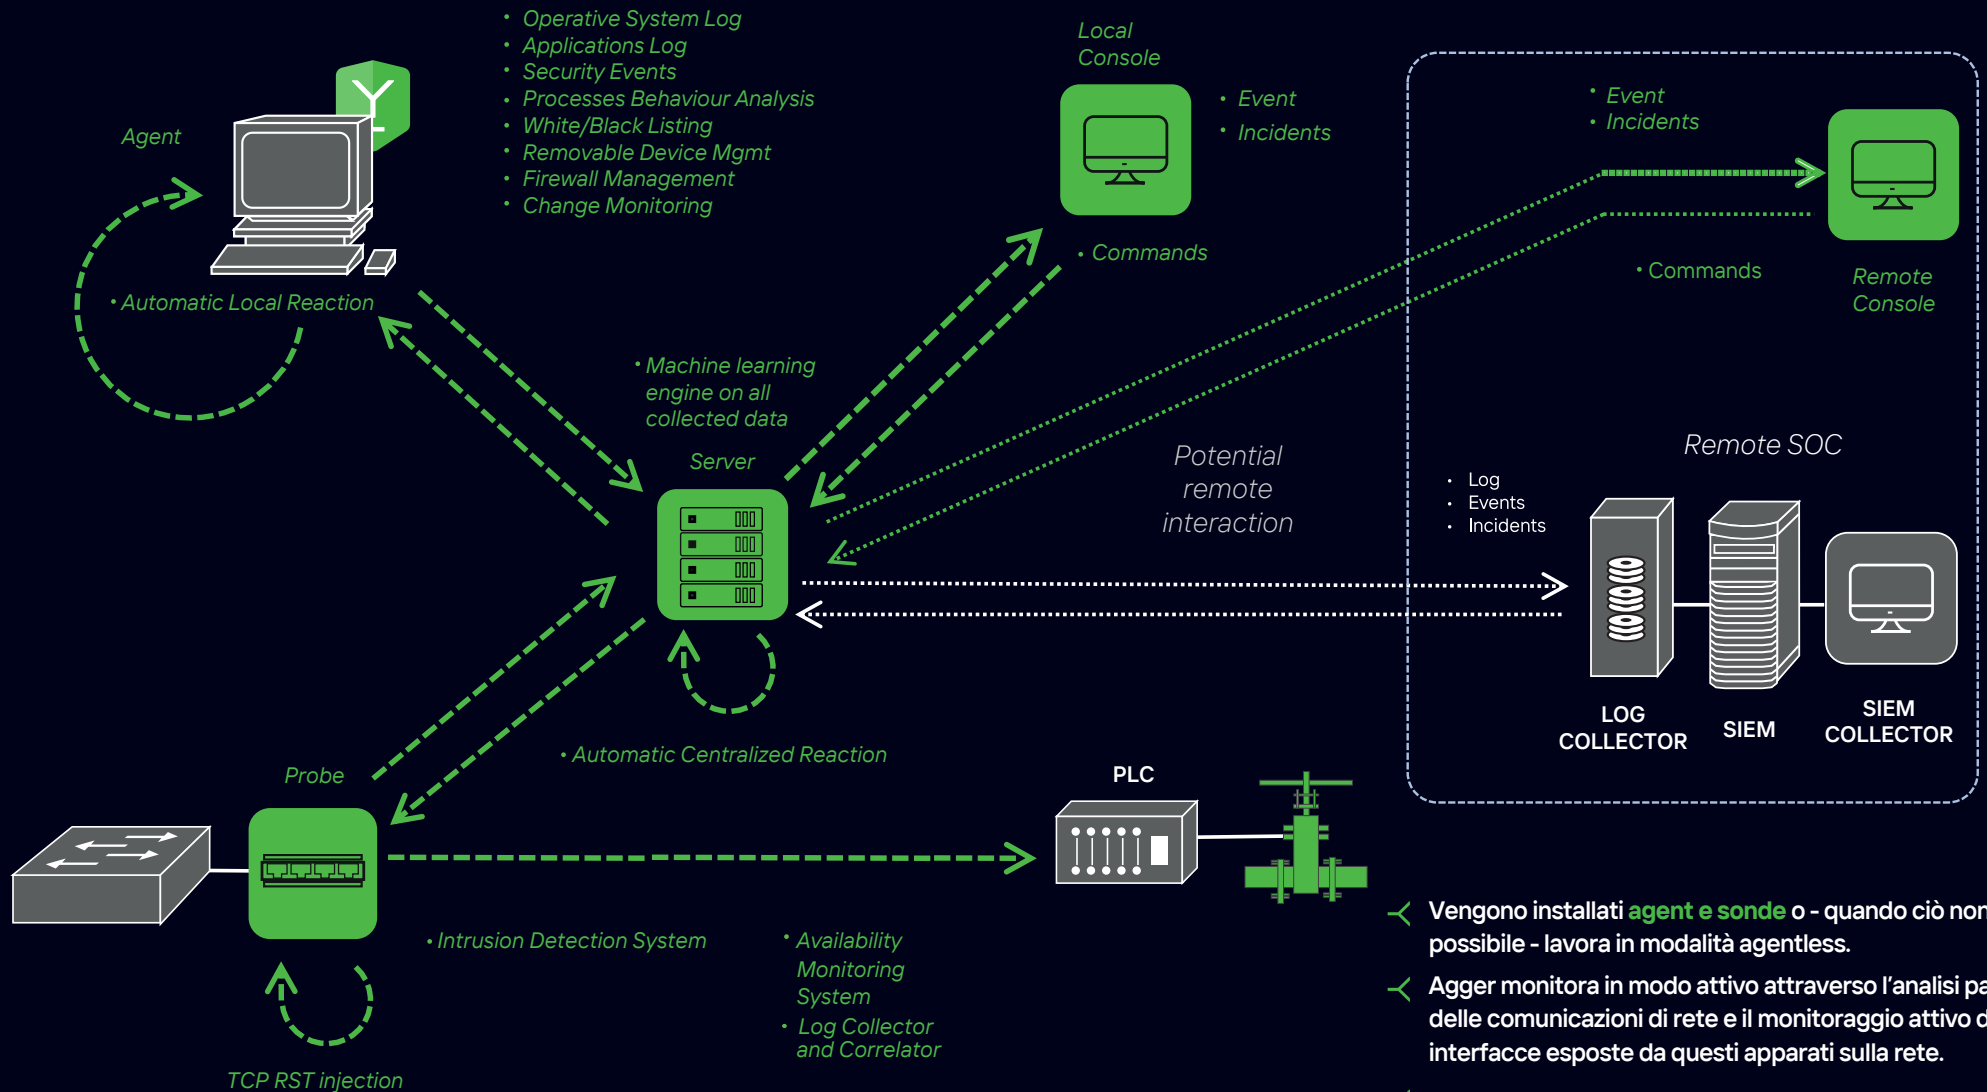 • Operative System Log
• Applications Log
• Security Events
• Processes Behaviour Analysis
• White/Black Listing
• Removable Device Mgmt
• Firewall Management
• Change Monitoring
Agent
• Automatic Local Reaction
Local
Console
• Event
• Incidents
• Commands
• Event
• Incidents
• Commands
Remote
Console
• Machine learning
engine on all
collected data
Server
Potential
remote
interaction
Remote SOC
• Log
• Events
• Incidents
LOG
COLLECTOR
SIEM
SIEM
COLLECTOR
• Automatic Centralized Reaction
Probe
PLC
• Intrusion Detection System
• Availability
Monitoring
System
• Log Collector
and Correlator
TCP RST injection
Vengono installati agent e sonde o - quando ciò non
possibile - lavora in modalità agentless.
Agger monitora in modo attivo attraverso l'analisi pa
delle comunicazioni di rete e il monitoraggio attivo d
interfacce esposte da questi apparati sulla rete.